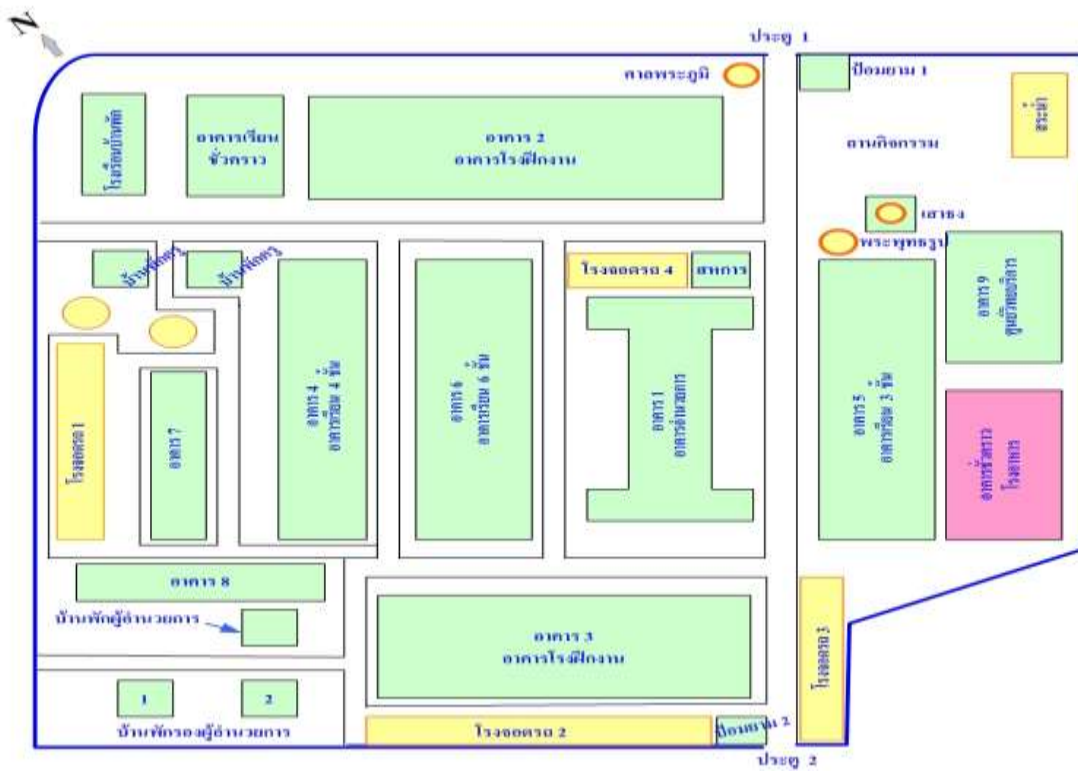 N
ประตู 1
ศาลพระภูมิ
ป้อมยาม 1
สระน้ำ
ลานกิจกรรม
โรงเรือนบ้านพัก
อาคารเรียน
ชั่วคราว
อาคาร 2
อาคารโรงฝึกงาน
เสาธง
พระพุทธรูป
บ้านพักครู
บ้านพักครู
โรงจอดรถ 4
สหการ
อาคาร 9
ศูนย์วิทยบริการ
โรงจอดรถ 1
อาคาร 7
อาคาร 4
อาคารเรียน 4 ชั้น
อาคาร 6
อาคารเรียน 6 ชั้น
อาคาร 1
อาคารอำนวยการ
อาคาร 5
อาคารเรียน 3 ชั้น
อาคารชั่วคราว
โรงอาหาร
อาคาร 8
บ้านพักผู้อำนวยการ
อาคาร 3
อาคารโรงฝึกงาน
โรงจอดรถ 3
1
2
บ้านพักรองผู้อำนวยการ
โรงจอดรถ 2
ป้อมยาม 2
ประตู 2